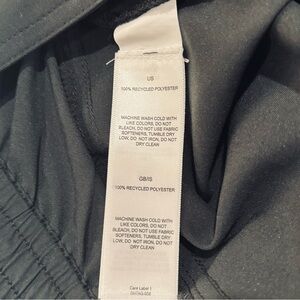 US
100% RECYCLED POLYESTER
MACHINE WASH COLD WITH
LIKE COLORS, DO NOT
BLEACH, DO NOT USE FABRIC
SOFTENERS, TUMBLE DRY
LOW, DO NOT IRON, DO NOT
DRY CLEAN
GB/IS
100% RECYCLED POLYESTER
MACHINE WASH COLD WITH
LIKE COLORS, DO NOT
BLEACH, DO NOT USE FABRIC
SOFTENERS, TUMBLE DRY
LOW, DO NOT IRON, DO NOT
DRY CLEAN
Care Label 1